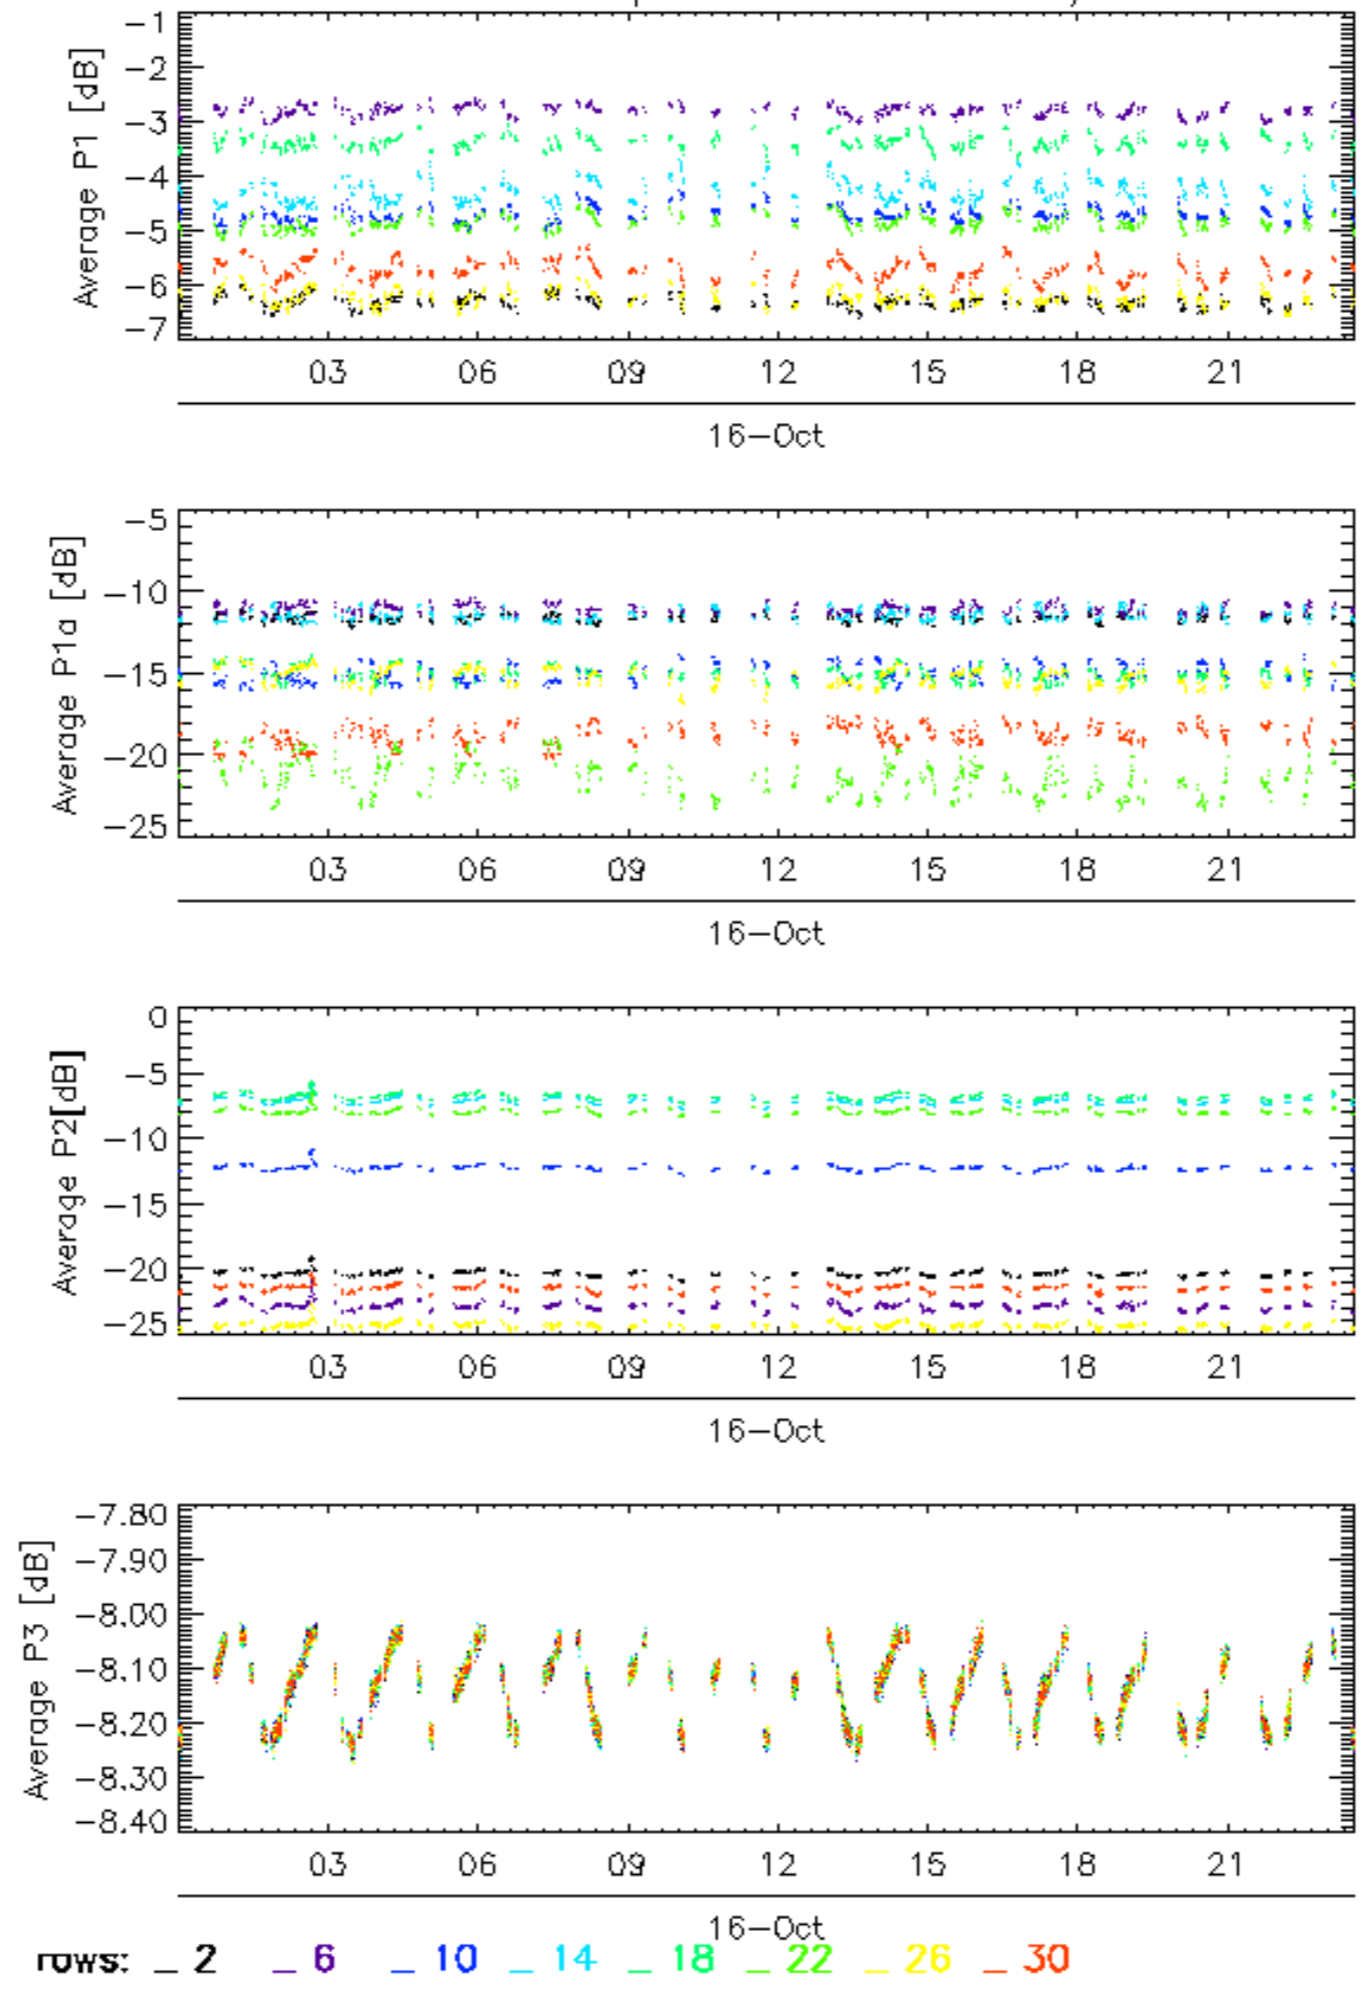 Average P1 [dB]
-1
-2
-3
-4
-5
-6
-7
03 06 09 12 15 18 21
16-Oct
Average P1a [dB]
-5
-10
-15
-20
-25
03 06 09 12 15 18 21
16-Oct
Average P2[dB]
0
-5
-10
-15
-20
-25
03 06 09 12 15 18 21
16-Oct
Average P3 [dB]
-7.80
-7.90
-8.00
-8.10
-8.20
-8.30
-8.40
03 06 09 12 15 18 21
16-Oct
rows: _ 2 _ 6 _ 10 _ 14 _ 18 _ 22 _ 26 _ 30